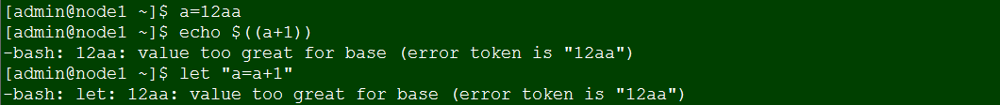 [admin@node1 ~]$ a=12aa
[admin@node1 ~]$ echo $((a+1))
-bash: 12aa: value too great for base (error token is "12aa")
[admin@node1 ~]$ let "a=a+1"
-bash: let: 12aa: value too great for base (error token is "12aa")